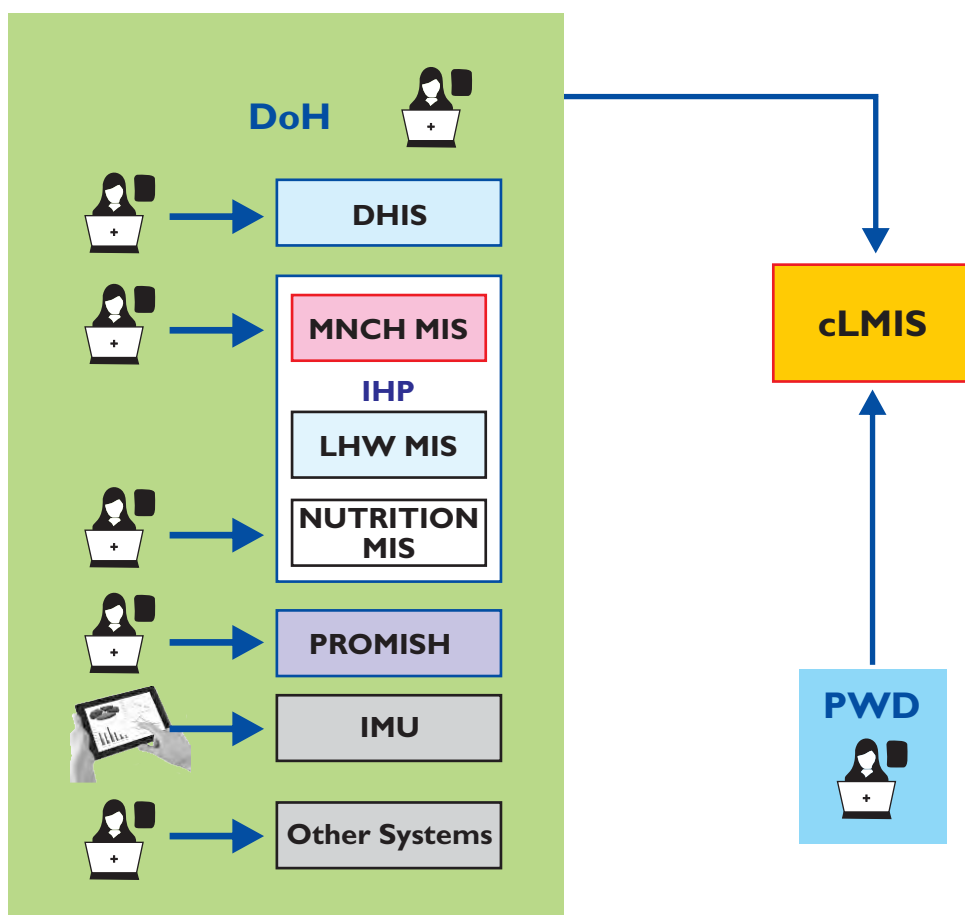 DoH
DHIS
MNCH MIS
IHP
LHW MIS
NUTRITION
MIS
PROMISH
IMU
Other Systems
cLMIS
PWD